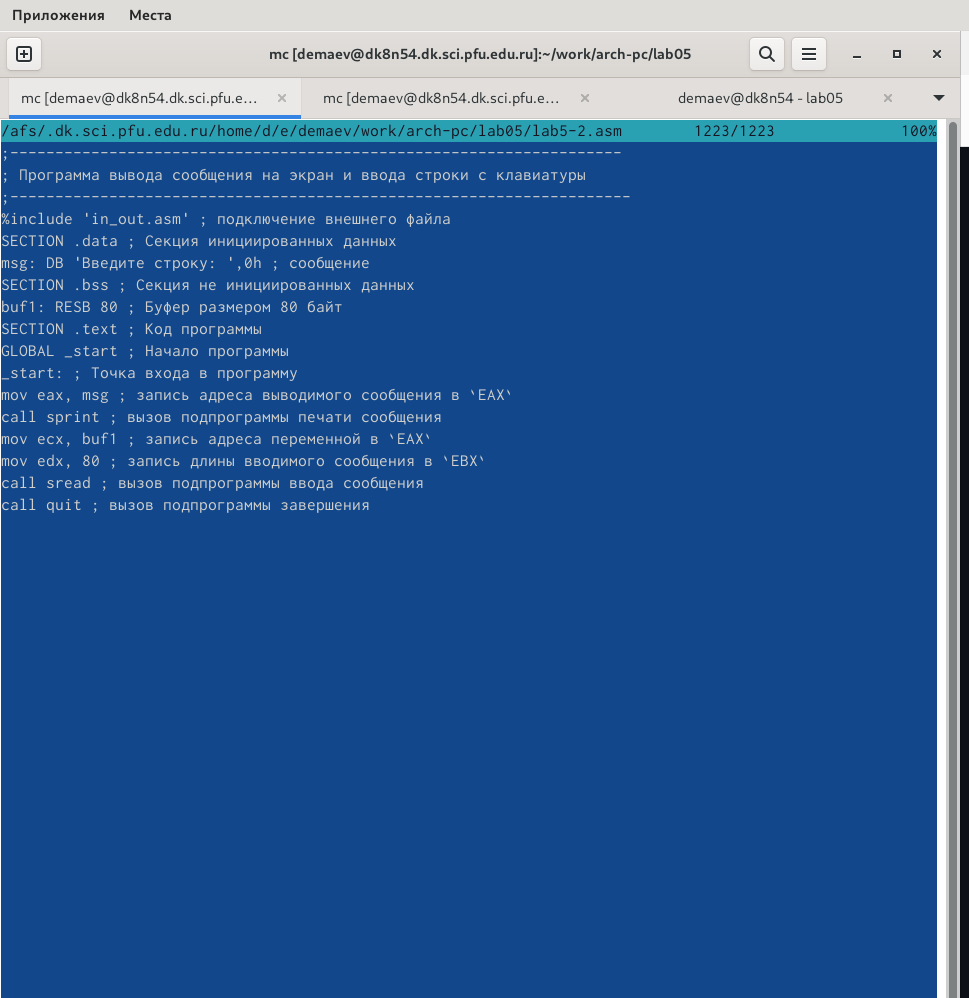 Приложения Места
mc [demaev@dk8n54.dk.sci.pfu.edu.ru]:~/work/arch-pc/lab05
mc [demaev@dk8n54.dk.sci.pfu.e... × mc [demaev@dk8n54.dk.sci.pfu.e... × demaev@dk8n54 - lab05 ×
/afs/.dk.sci.pfu.edu.ru/home/d/e/demaev/work/arch-pc/lab05/lab5-2.asm 1223/1223 100%
;--------------------------------------------------------------------
; Программа вывода сообщения на экран и ввода строки с клавиатуры
;---------------------------------------------------------------------
%include 'in_out.asm' ; подключение внешнего файла
SECTION .data ; Секция инициированных данных
msg: DB 'Введите строку: ',0h ; сообщение
SECTION .bss ; Секция не инициированных данных
buf1: RESB 80 ; Буфер размером 80 байт
SECTION .text ; Код программы
GLOBAL _start ; Начало программы
_start: ; Точка входа в программу
mov eax, msg ; запись адреса выводимого сообщения в `EAX`
call sprint ; вызов подпрограммы печати сообщения
mov ecx, buf1 ; запись адреса переменной в `EAX`
mov edx, 80 ; запись длины вводимого сообщения в `EBX`
call sread ; вызов подпрограммы ввода сообщения
call quit ; вызов подпрограммы завершения